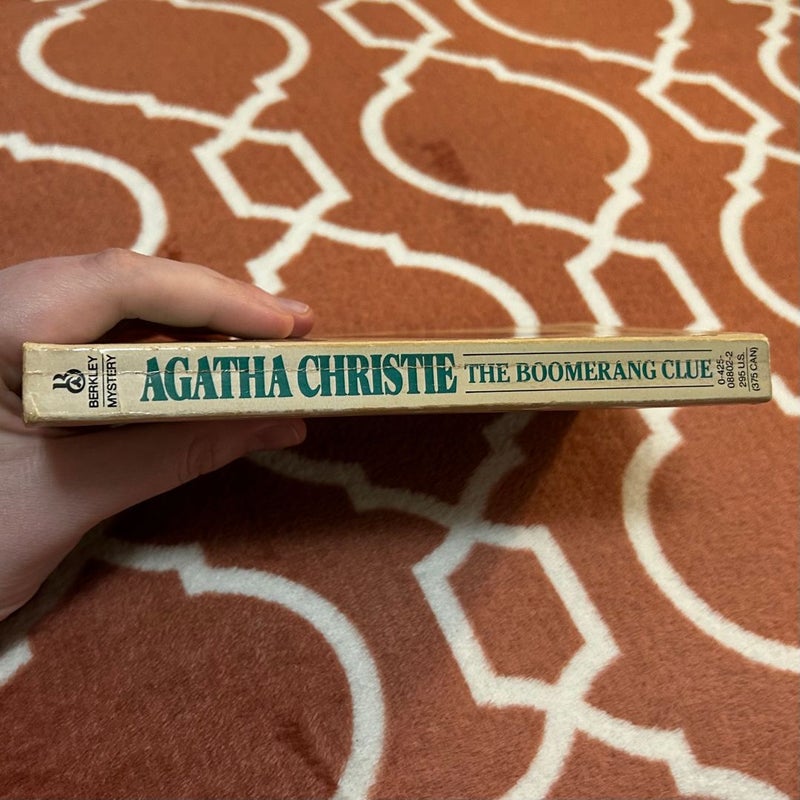 BERKLEY
MYSTERY
AGATHA CHRISTIE
THE BOOMERANG CLUE
0-425-
08802-2
295 U.S.
(375 CAN)